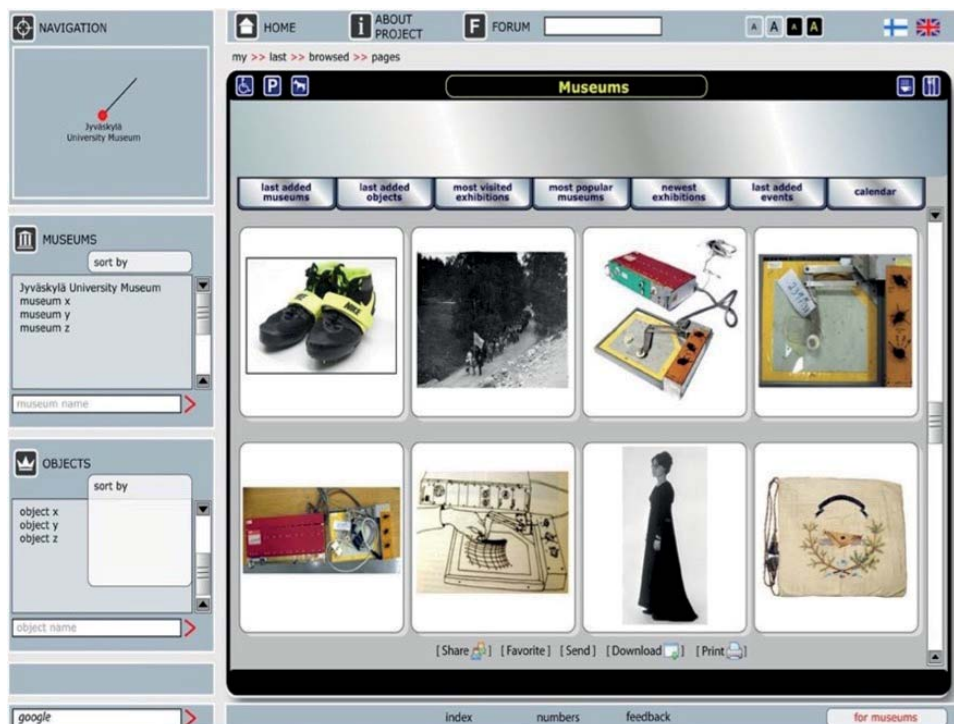 NAVIGATION
Jyväskylä
University Museum
MUSEUMS
sort by
Jyväskylä University Museum
museum x
museum y
museum z
museum name
OBJECTS
sort by
object x
object y
object z
object name
google
HOME
ABOUT
PROJECT
FORUM
A A A A
my >> last >> browsed >> pages
P
Museums
last added
museums
last added
objects
most visited
exhibitions
most popular
museums
newest
exhibitions
last added
events
calendar
NIKE
[ Share ] [ Favorite ] [ Send ] [ Download ] [ Print ]
index numbers feedback
for museums